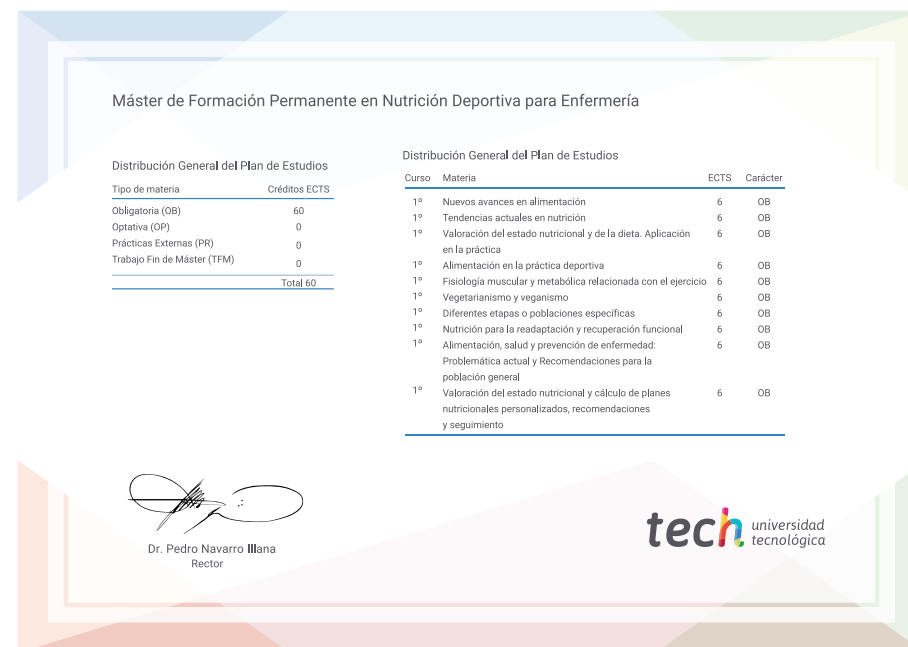 Máster de Formación Permanente en Nutrición Deportiva para Enfermería
Distribución General del Plan de Estudios
Tipo de materia Créditos ECTS
Obligatoria (OB) 60
Optativa (OP) 0
Prácticas Externas (PR) 0
Trabajo Fin de Máster (TFM) 0
Total 60
Distribución General del Plan de Estudios
Curso Materia ECTS Carácter
1º Nuevos avances en alimentación 6 OB
1º Tendencias actuales en nutrición 6 OB
1º Valoración del estado nutricional y de la dieta. Aplicación 6 OB
en la práctica
1º Alimentación en la práctica deportiva 6 OB
1º Fisiología muscular y metabólica relacionada con el ejercicio 6 OB
1º Vegetarianismo y veganismo 6 OB
1º Diferentes etapas o poblaciones específicas 6 OB
1º Nutrición para la readaptación y recuperación funcional 6 OB
1º Alimentación, salud y prevención de enfermedad: 6 OB
Problemática actual y Recomendaciones para la
población general
1º Valoración del estado nutricional y cálculo de planes 6 OB
nutricionales personalizados, recomendaciones
y seguimiento
Dr. Pedro Navarro Illana
Rector
tech universidad
tecnológica